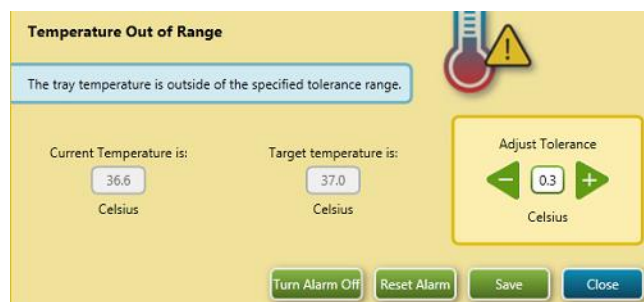 Temperature Out of Range
The tray temperature is outside of the specified tolerance range.
Current Temperature is:
36.6
Celsius
Target temperature is:
37.0
Celsius
Adjust Tolerance
0.3
Celsius
Turn Alarm Off
Reset Alarm
Save
Close